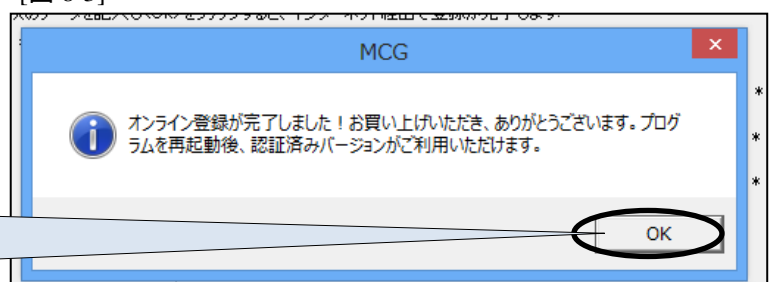 MCG
オンライン登録が完了しました！お買い上げいただき、ありがとうございます。プログ
ラムを再起動後、認証済みバージョンがご利用いただけます。
*
*
*
OK